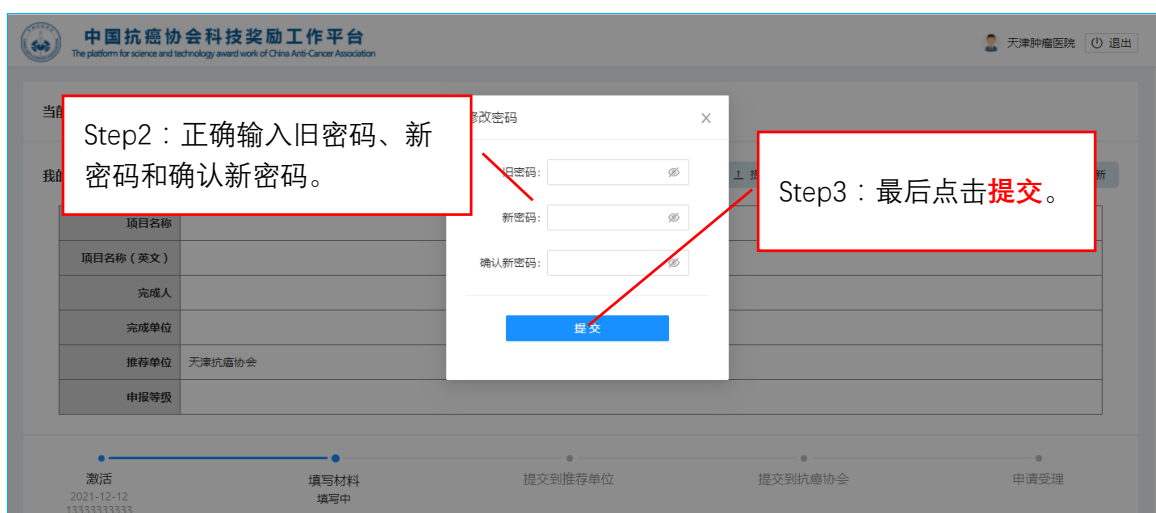 中国抗癌协会科技奖励工作平台
The platform for science and technology award work of China Anti-Cancer Association
天津肿瘤医院
退出
Step2：正确输入旧密码、新
密码和确认新密码。
改密码
旧密码:
新密码:
确认新密码:
提 交
Step3：最后点击提交。
项目名称
项目名称（英文）
完成人
完成单位
推荐单位
天津抗癌协会
申报等级
激活
2021-12-12
13333333333
填写材料
填写中
提交到推荐单位
提交到抗癌协会
申请受理